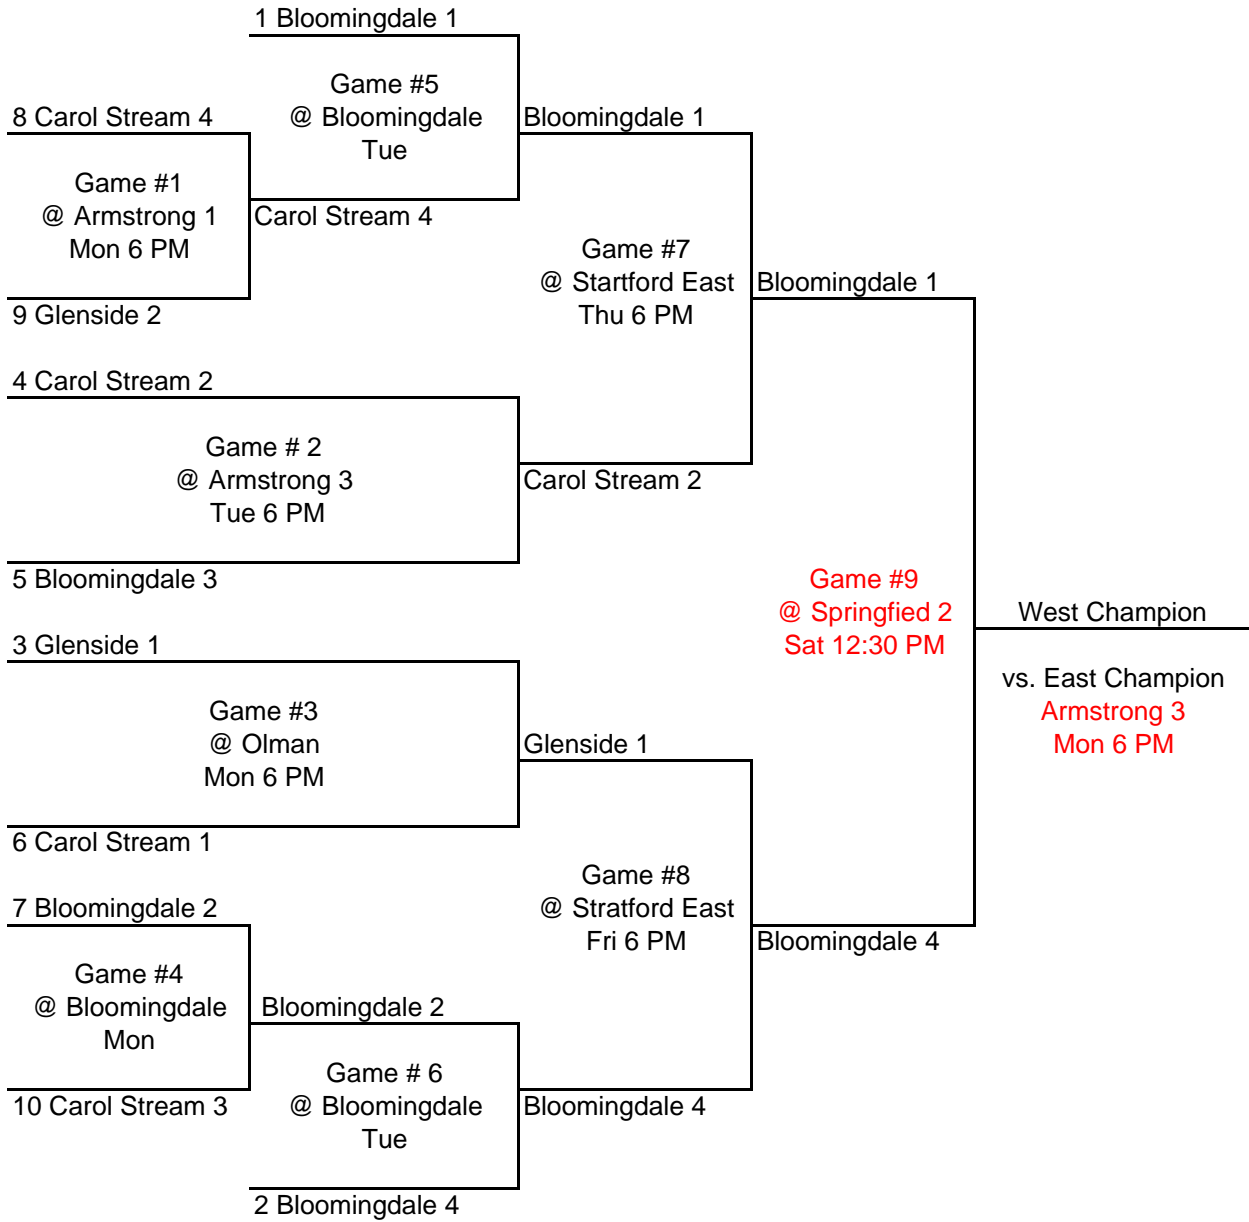 1 Bloomingdale 1
Game #5
@ Bloomingdale
Tue
8 Carol Stream 4
Bloomingdale 1
Game #1
@ Armstrong 1
Mon 6 PM
Carol Stream 4
Game #7
@ Startford East
Thu 6 PM
Bloomingdale 1
9 Glenside 2
4 Carol Stream 2
Game # 2
@ Armstrong 3
Tue 6 PM
Carol Stream 2
5 Bloomingdale 3
Game #9
@ Springfied 2
Sat 12:30 PM
West Champion
vs. East Champion
Armstrong 3
Mon 6 PM
3 Glenside 1
Game #3
@ Olman
Mon 6 PM
Glenside 1
6 Carol Stream 1
Game #8
@ Stratford East
Fri 6 PM
Bloomingdale 4
7 Bloomingdale 2
Game #4
@ Bloomingdale
Mon
Bloomingdale 2
10 Carol Stream 3
Game # 6
@ Bloomingdale
Tue
Bloomingdale 4
2 Bloomingdale 4